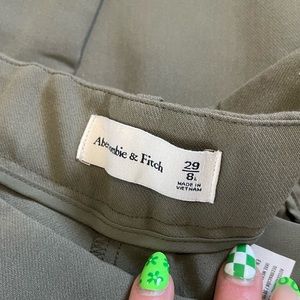 Abercrombie & Fitch
29
8L
MADE IN
VIETNAM